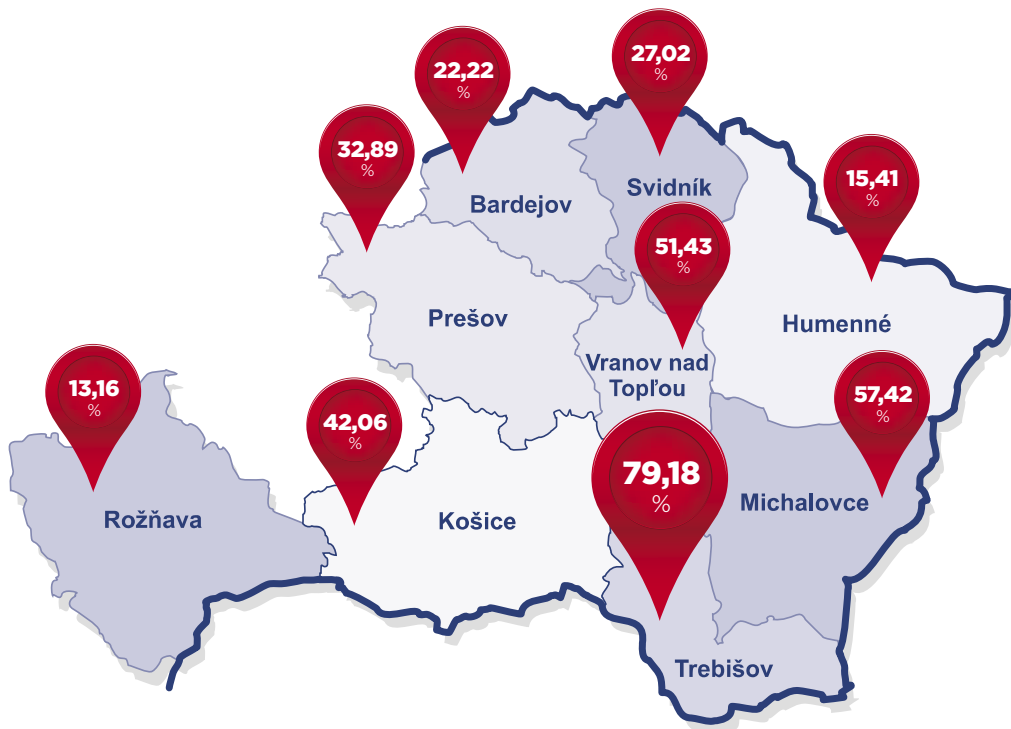 27,02
%
22,22
%
32,89
%
15,41
%
Svidník
Bardejov
51,43
%
Prešov
Humenné
Vranov nad
Topľou
13,16
%
57,42
%
42,06
%
79,18
%
Michalovce
Rožňava
Košice
Trebišov